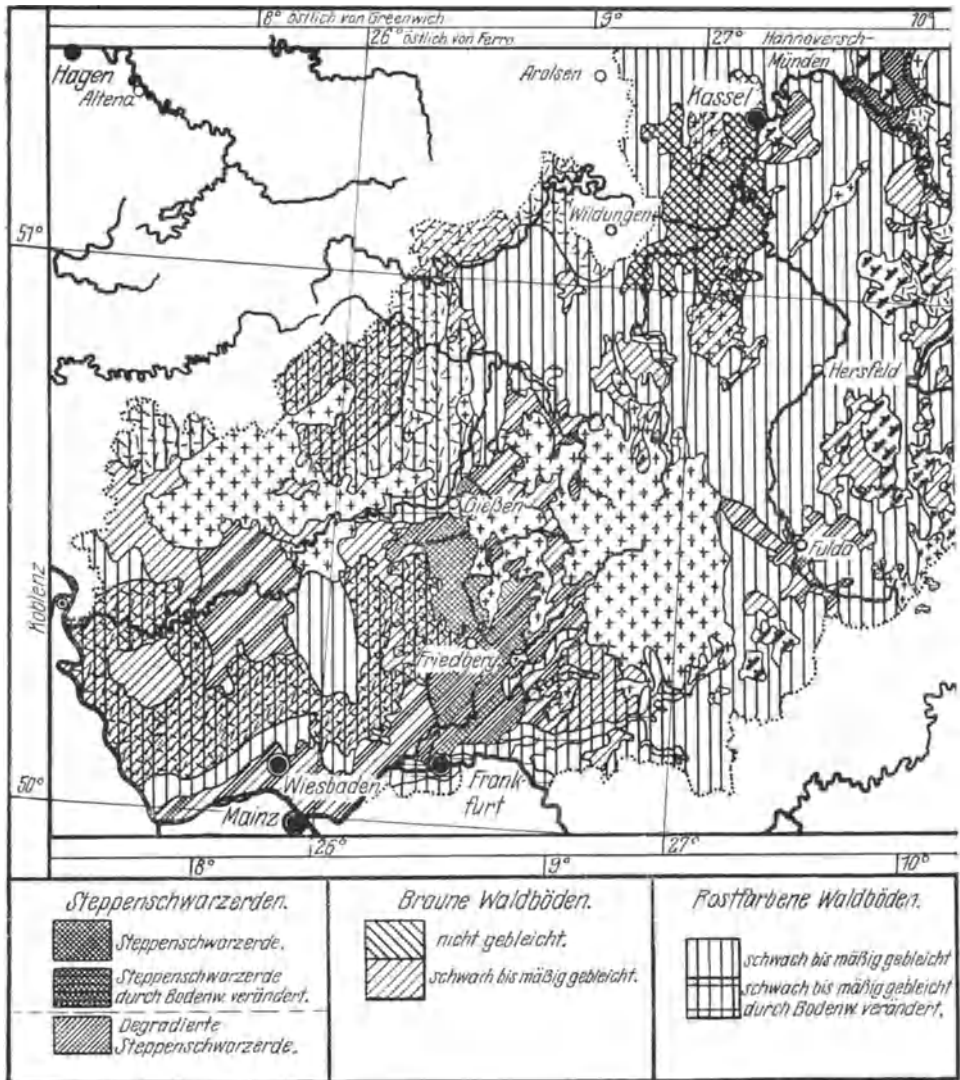 8° östlich von Greenwich 9° 10°
26° östlich von Ferro 27° Hannoversch-
Münden
Hagen
Altena
Arolsen
Kassel
Wildungen
51°
Hersfeld
Gießen
Fulda
Koblenz
Friedberg
Wiesbaden
Frank-
furt
50°
Mainz
26° 27°
8° 9° 10°
Steppenschwarzerden.
Steppenschwarzerde.
Steppenschwarzerde
durch Bodenw. verändert.
Degradierte
Steppenschwarzerde.
Braune Waldböden.
nicht gebleicht.
schwach bis mäßig gebleicht.
Rostfarbene Waldböden.
schwach bis mäßig gebleicht
schwach bis mäßig gebleicht
durch Bodenw. verändert.